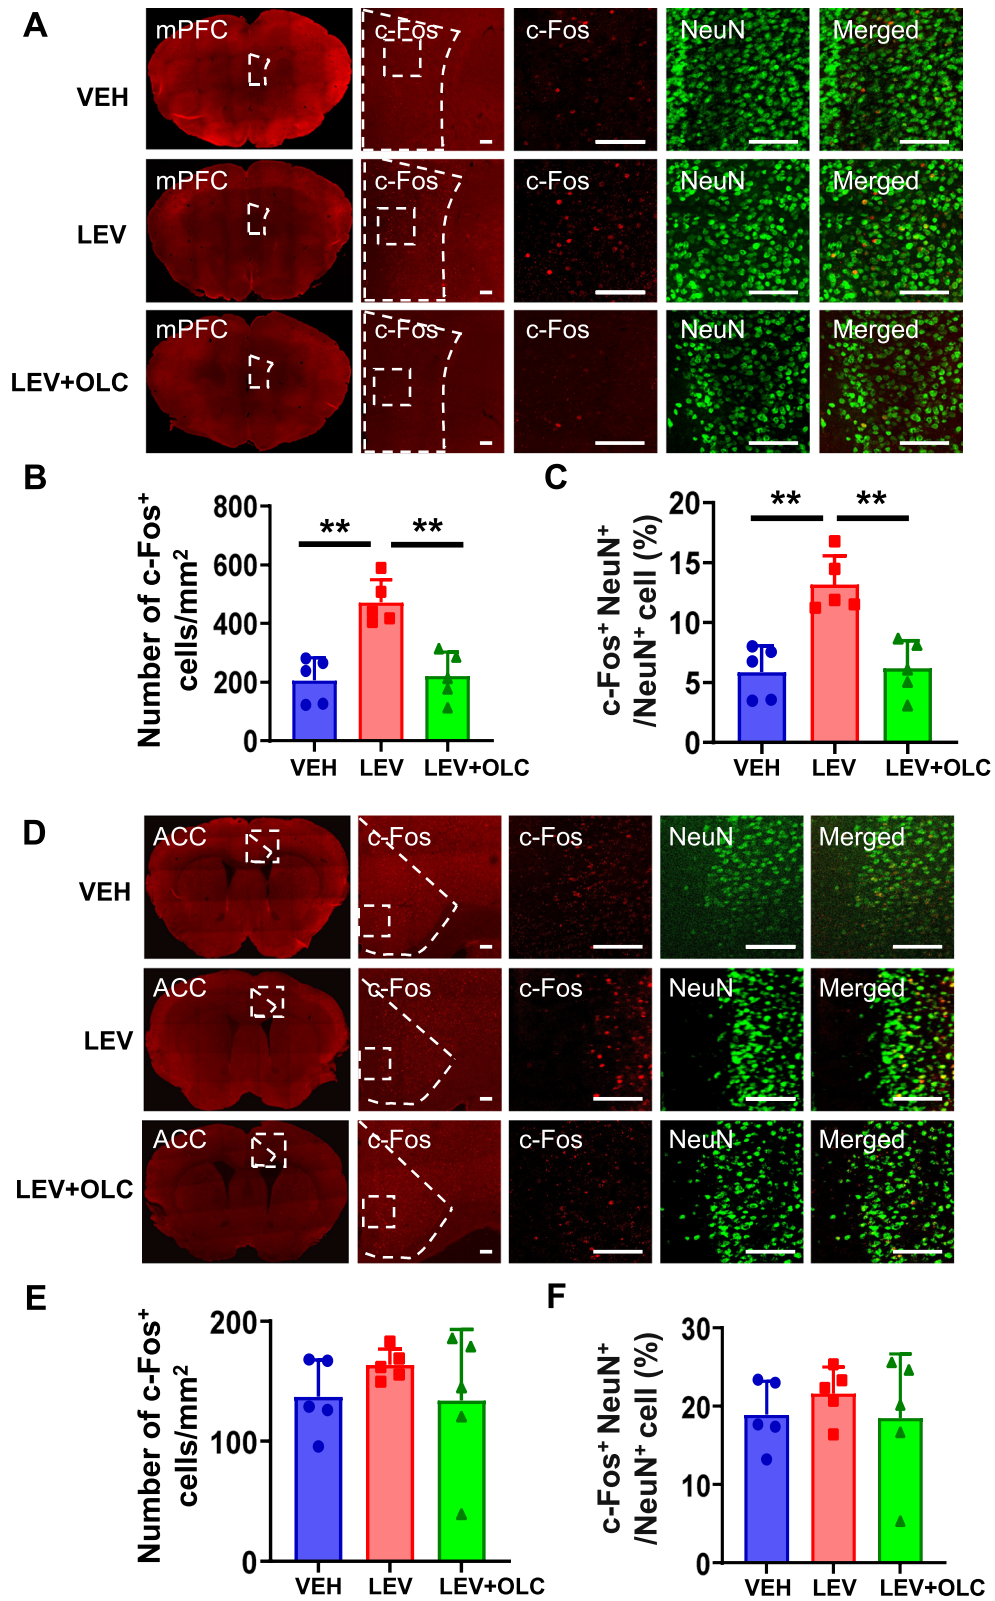 A
mPFC c-Fos c-Fos NeuN Merged
VEH
mPFC c-Fos c-Fos NeuN Merged
LEV
mPFC c-Fos c-Fos NeuN Merged
LEV+OLC
B
Number of c-Fos⁺
cells/mm²
800
600
400
200
0
** **
VEH LEV LEV+OLC
C
c-Fos⁺ NeuN⁺
/NeuN⁺ cell (%)
20
15
10
5
0
** **
VEH LEV LEV+OLC
D
ACC c-Fos c-Fos NeuN Merged
VEH
ACC c-Fos c-Fos NeuN Merged
LEV
ACC c-Fos c-Fos NeuN Merged
LEV+OLC
E
Number of c-Fos⁺
cells/mm²
200
100
0
VEH LEV LEV+OLC
F
c-Fos⁺ NeuN⁺
/NeuN⁺ cell (%)
30
20
10
0
VEH LEV LEV+OLC